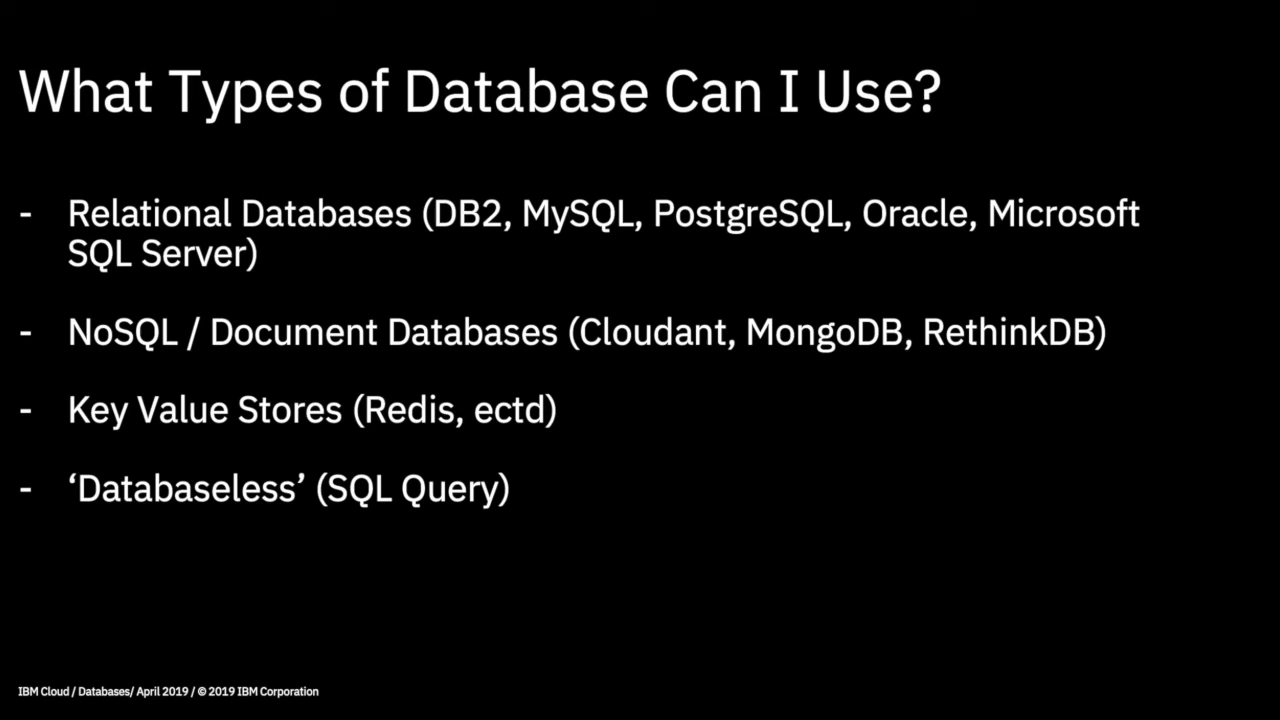 What Types of Database Can I Use?
- Relational Databases (DB2, MySQL, PostgreSQL, Oracle, Microsoft
SQL Server)
- NoSQL / Document Databases (Cloudant, MongoDB, RethinkDB)
- Key Value Stores (Redis, ectd)
- ‘Databaseless’ (SQL Query)
IBM Cloud / Databases/ April 2019 / © 2019 IBM Corporation